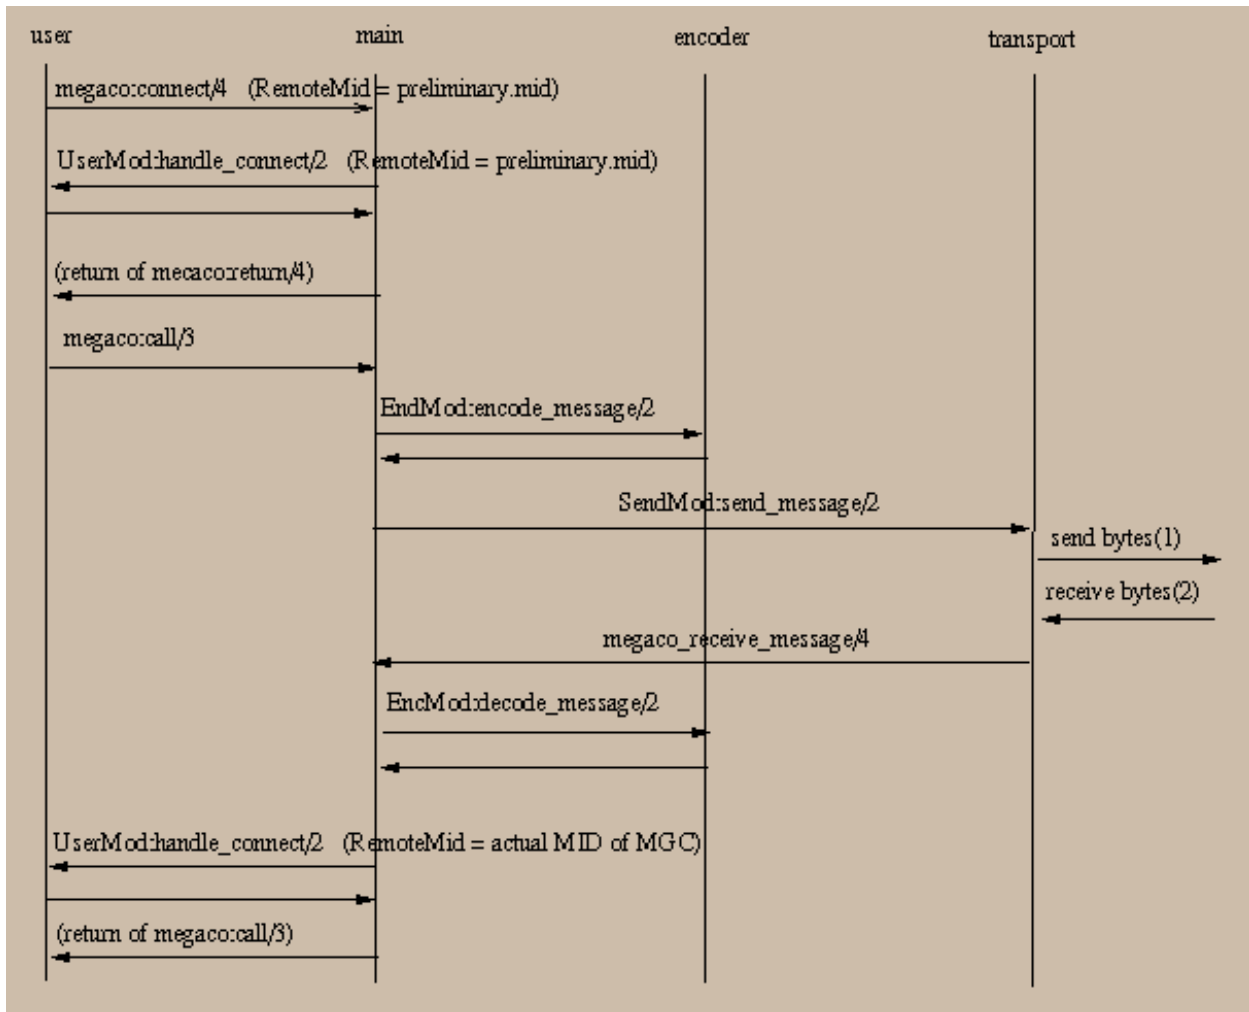 user
main
encoder
transport
megaco:connect/4 (RemoteMid = preliminary.mid)
UserMod:handle_connect/2 (RemoteMid = preliminary.mid)
(return of mecaco:return/4)
megaco:call/3
EndMod:encode_message/2
SendMod:send_message/2
send bytes(1)
receive bytes(2)
megaco_receive_message/4
EncMod:decode_message/2
UserMod:handle_connect/2 (RemoteMid = actual MID of MGC)
(return of megaco:call/3)